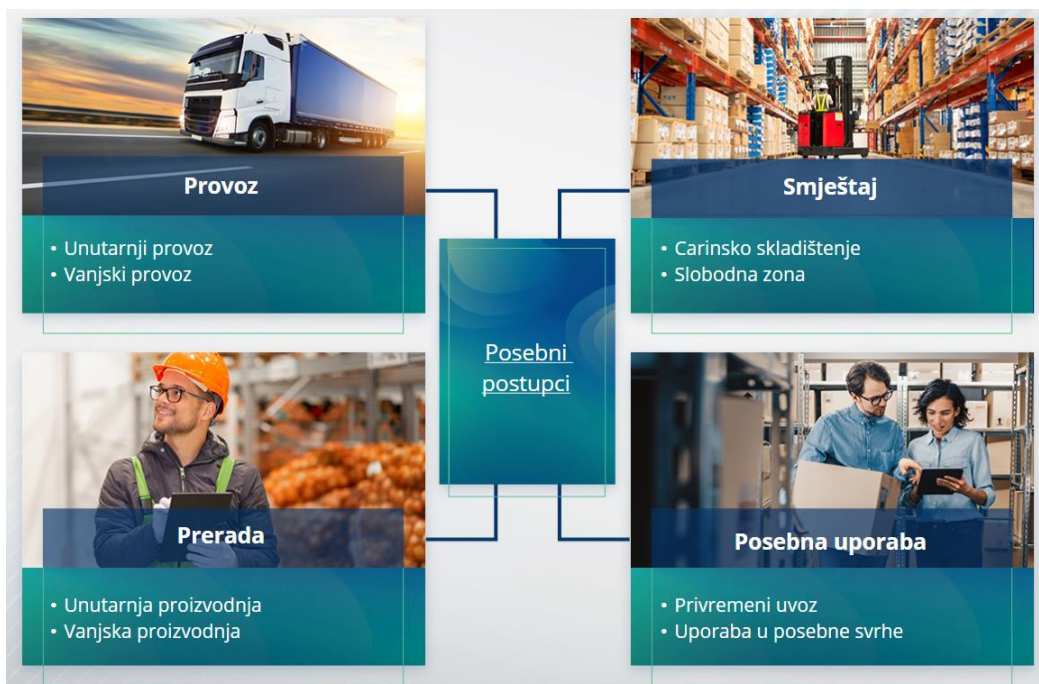 Provoz
• Unutarnji provoz
• Vanjski provoz
Smještaj
• Carinsko skladištenje
• Slobodna zona
Posebni
postupci
Prerada
• Unutarnja proizvodnja
• Vanjska proizvodnja
Posebna uporaba
• Privremeni uvoz
• Uporaba u posebne svrhe